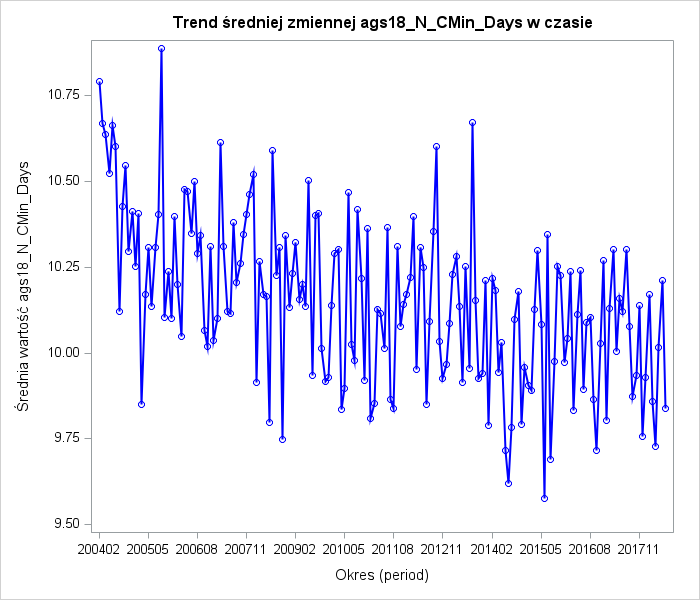 Trend średniej zmiennej ags18_N_CMin_Days w czasie
Średnia wartość ags18_N_CMin_Days
10.75
10.50
10.25
10.00
9.75
9.50
200402 200505 200608 200711 200902 201005 201108 201211 201402 201505 201608 201711
Okres (period)